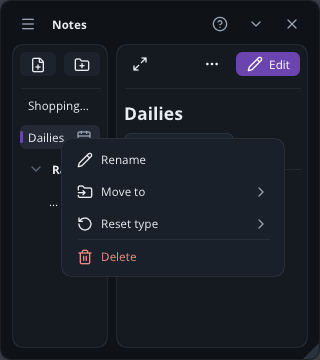 Notes
Edit
Shopping...
Dailies
Dailies
...
Rename
Move to
Reset type
Delete